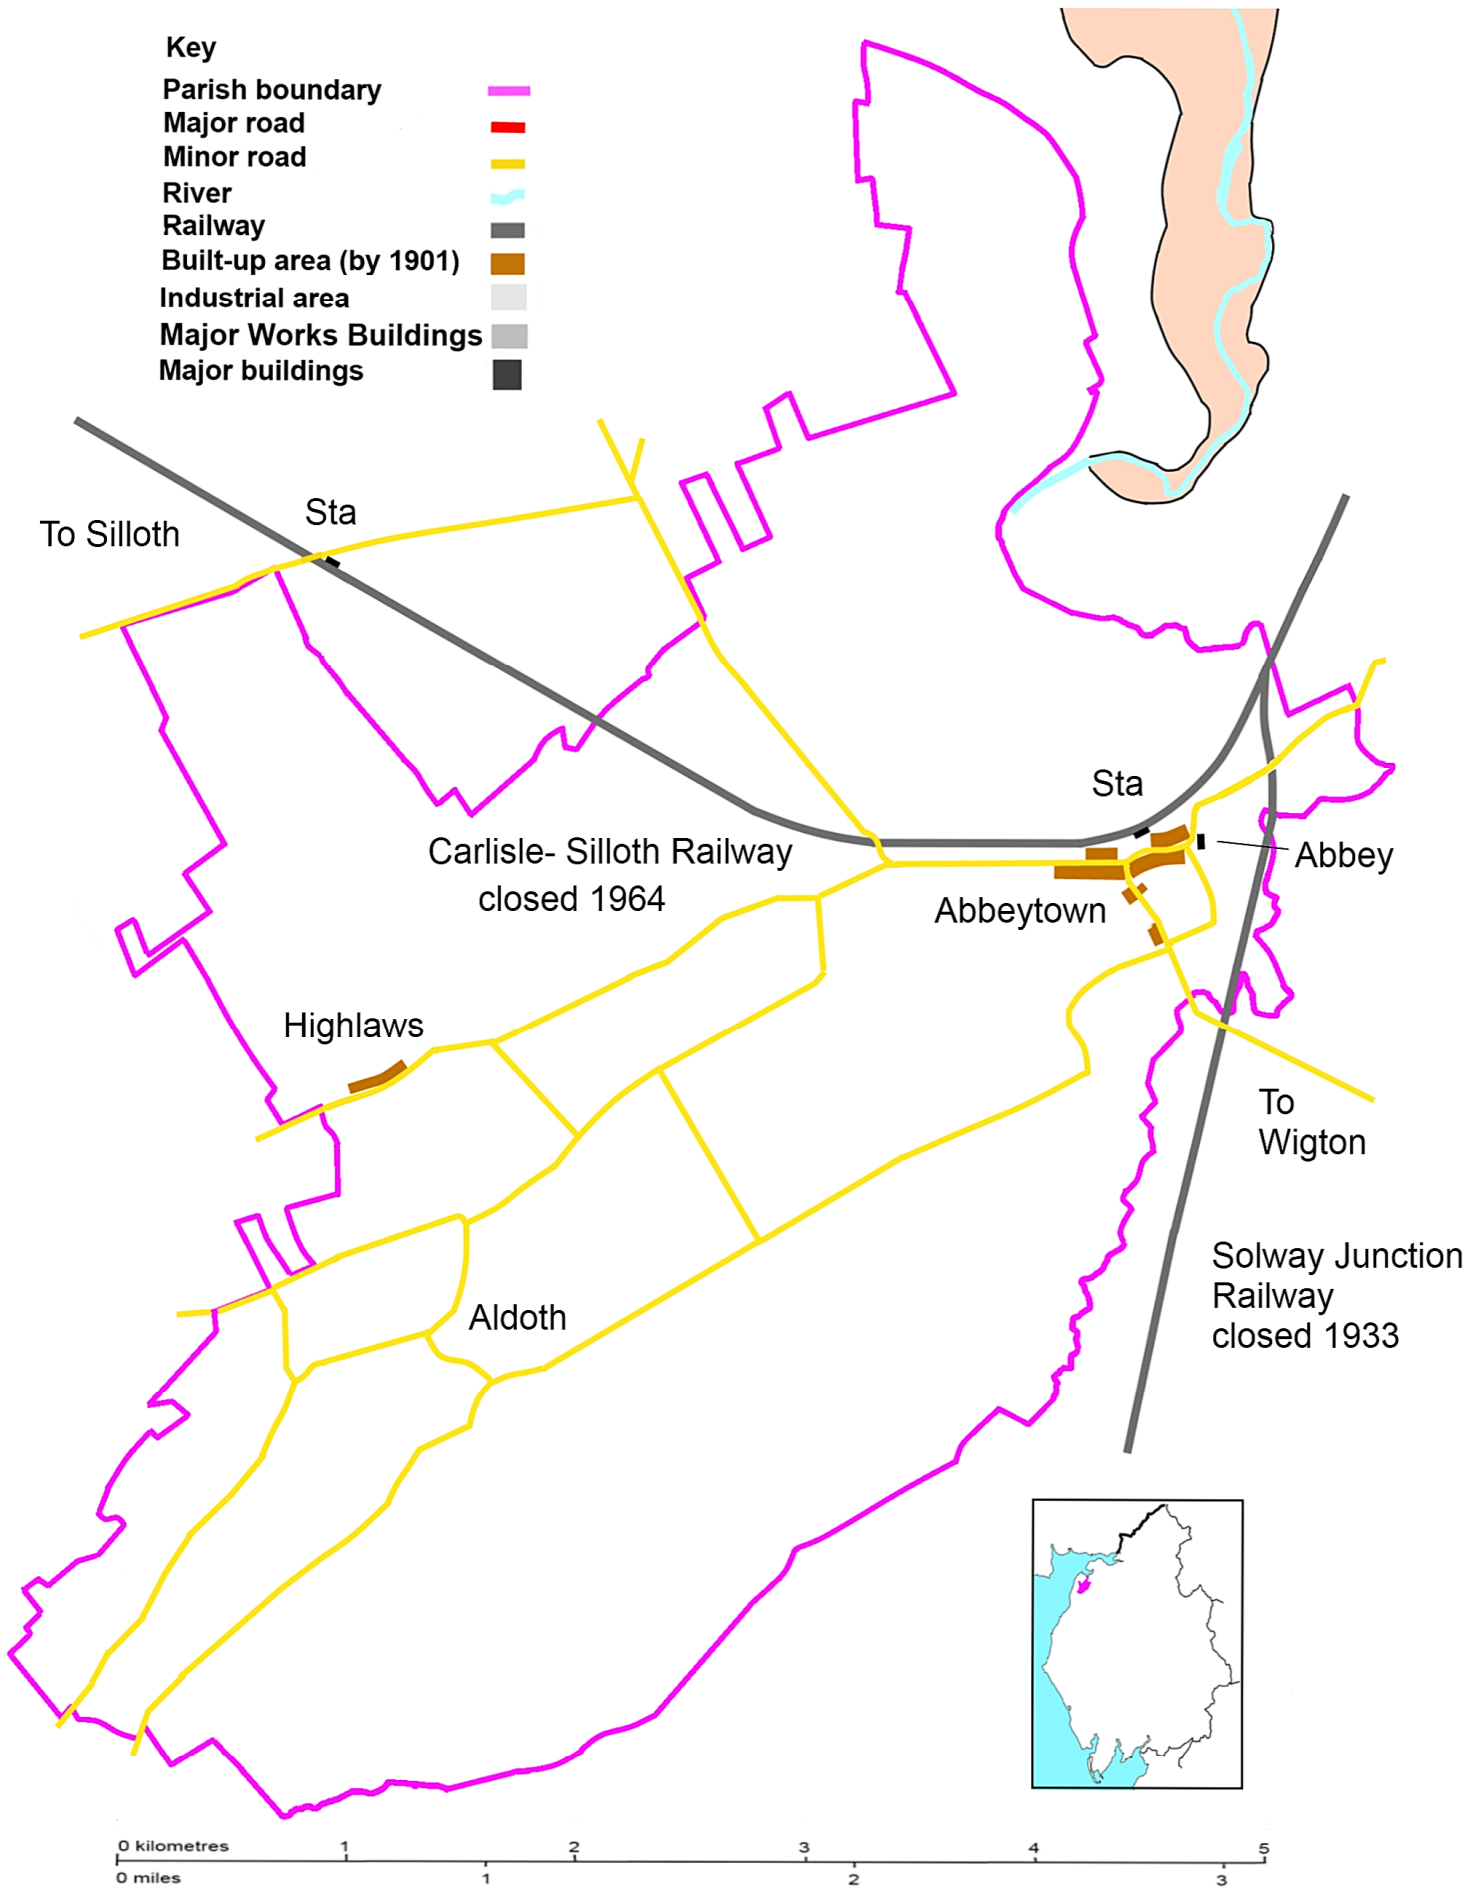 Key
Parish boundary
Major road
Minor road
River
Railway
Built-up area (by 1901)
Industrial area
Major Works Buildings
Major buildings
Sta
To Silloth
Sta
Carlisle- Silloth Railway
closed 1964
Abbey
Abbeytown
Highlaws
To
Wigton
Solway Junction
Railway
closed 1933
Aldoth
0 kilometres 1 2 3 4 5
0 miles 1 2 3